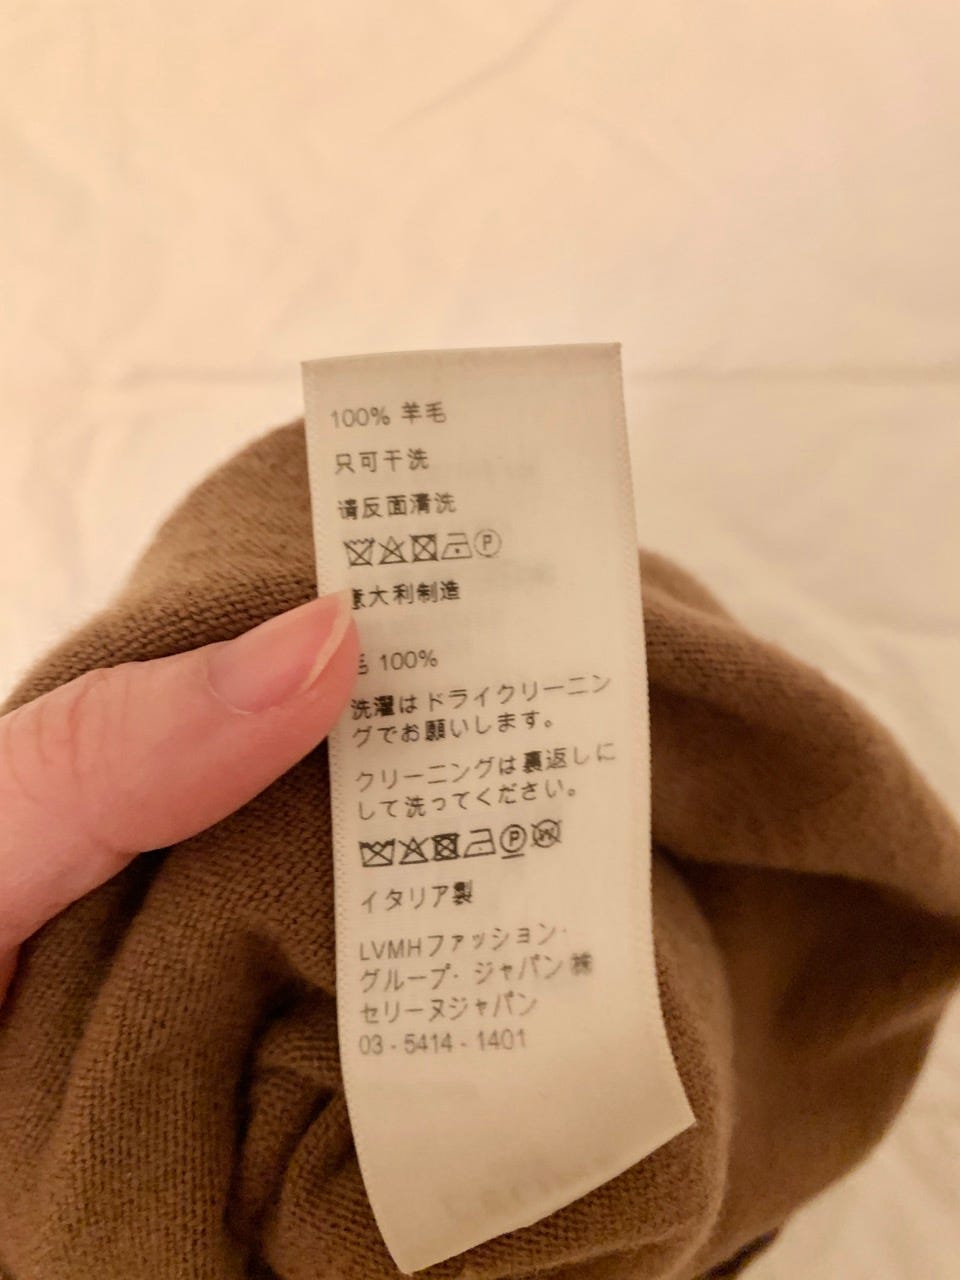 100% 羊毛
只可干洗
请反面清洗
P
意大利制造
毛 100%
洗濯はドライクリーニン
グでお願いします。
クリーニングは裏返しに
して洗ってください。
P W
イタリア製
LVMHファッション·
グループ· ジャパン ㈱
セリーヌジャパン
03 - 5414 - 1401